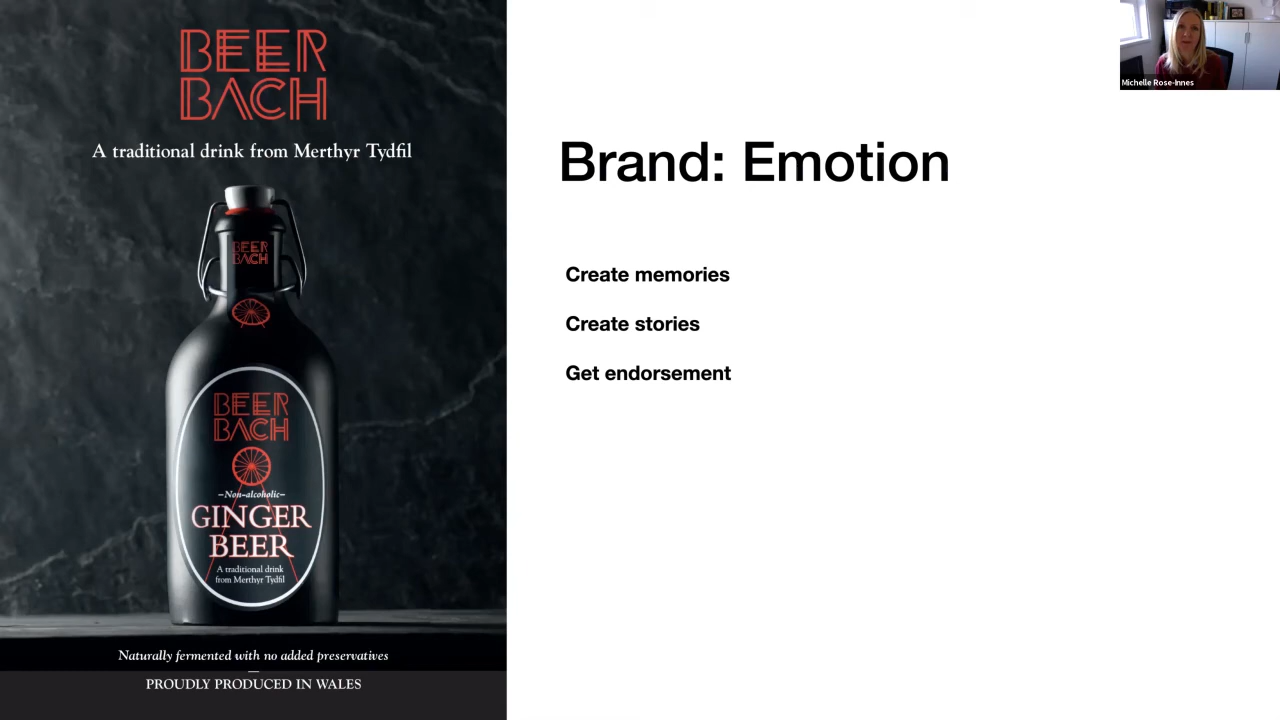 BEER
BACH
A traditional drink from Merthyr Tydfil
BEER
BACH
BEER
BACH
–Non-alcoholic–
GINGER
BEER
A traditional drink
from Merthyr Tydfil
Naturally fermented with no added preservatives
PROUDLY PRODUCED IN WALES
Brand: Emotion
Create memories
Create stories
Get endorsement
Michelle Rose-Innes